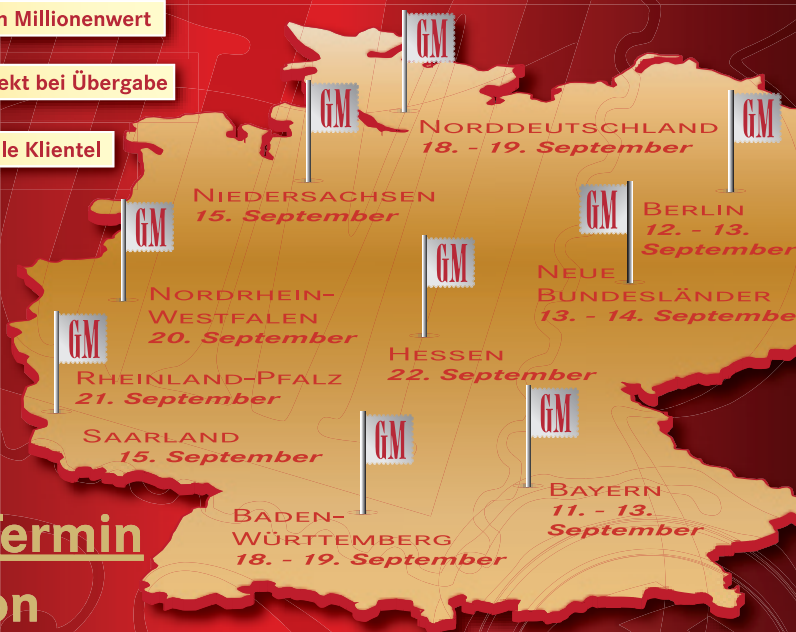 n Millionenwert
ekt bei Übergabe
le Klientel
GM
GM
GM
NORDDEUTSCHLAND
18. - 19. September
NIEDERSACHSEN
15. September
GM
GM
BERLIN
12. - 13.
September
GM
NEUE
BUNDESLÄNDER
13. - 14. Septembe
NORDRHEIN-
WESTFALEN
20. September
GM
HESSEN
22. September
GM
RHEINLAND-PFALZ
21. September
SAARLAND
15. September
GM
GM
BAYERN
11. - 13.
September
BADEN-
WÜRTTEMBERG
18. - 19. September
Termin
on